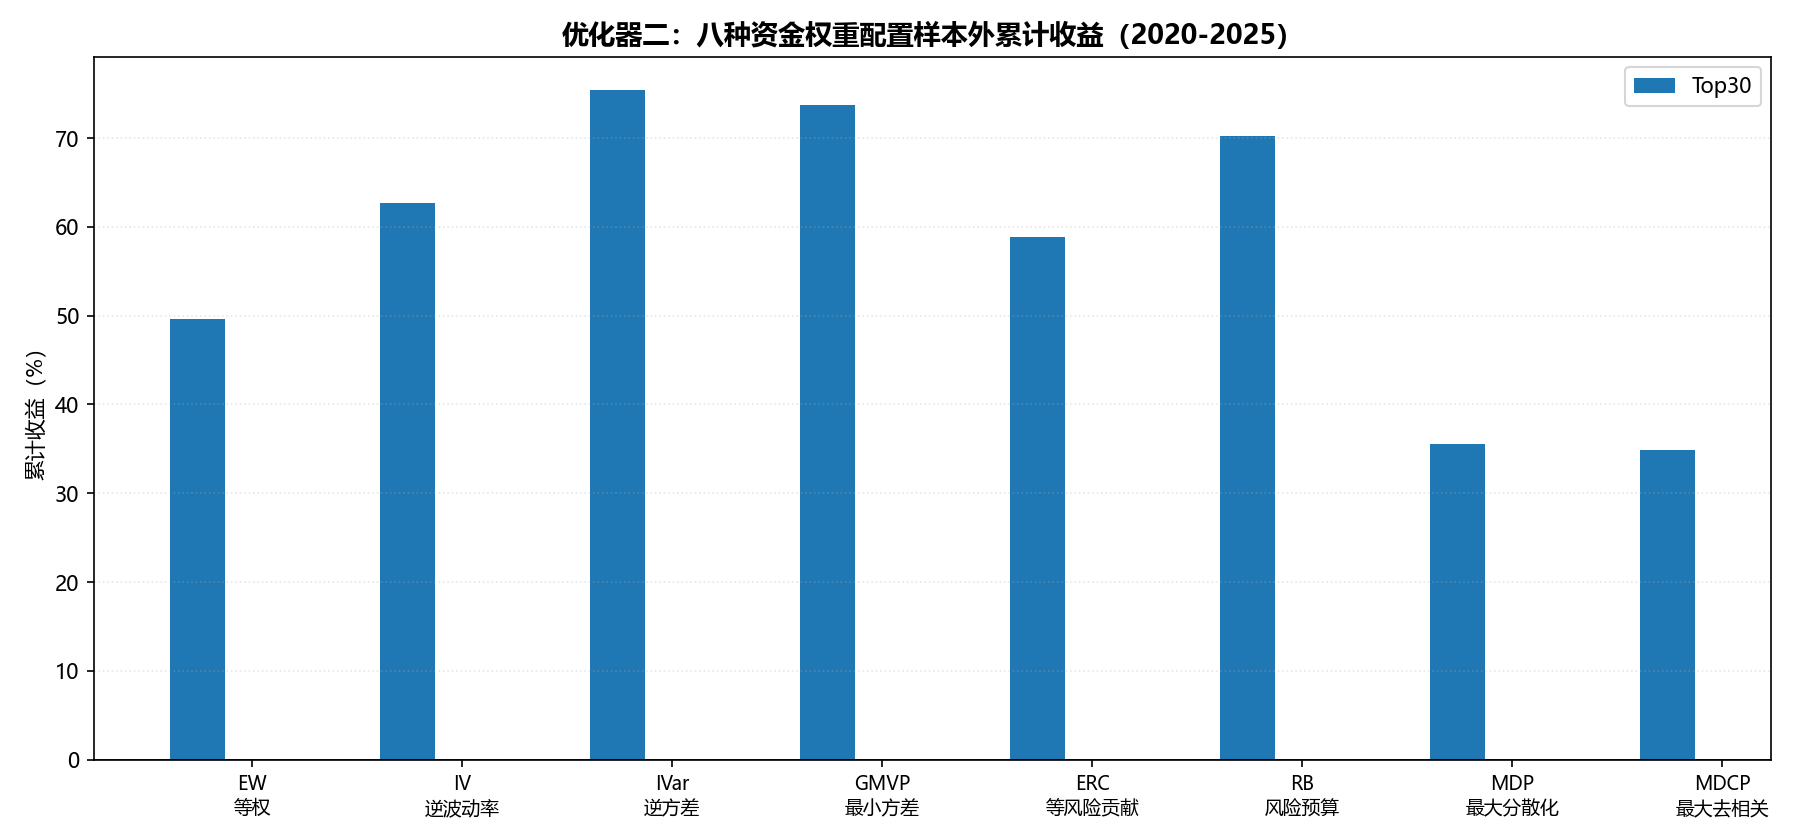 优化器二：八种资金权重配置样本外累计收益（2020-2025）
Top30
累计收益（%）
70
60
50
40
30
20
10
0
EW
等权
IV
逆波动率
IVar
逆方差
GMVP
最小方差
ERC
等风险贡献
RB
风险预算
MDP
最大分散化
MDCP
最大去相关